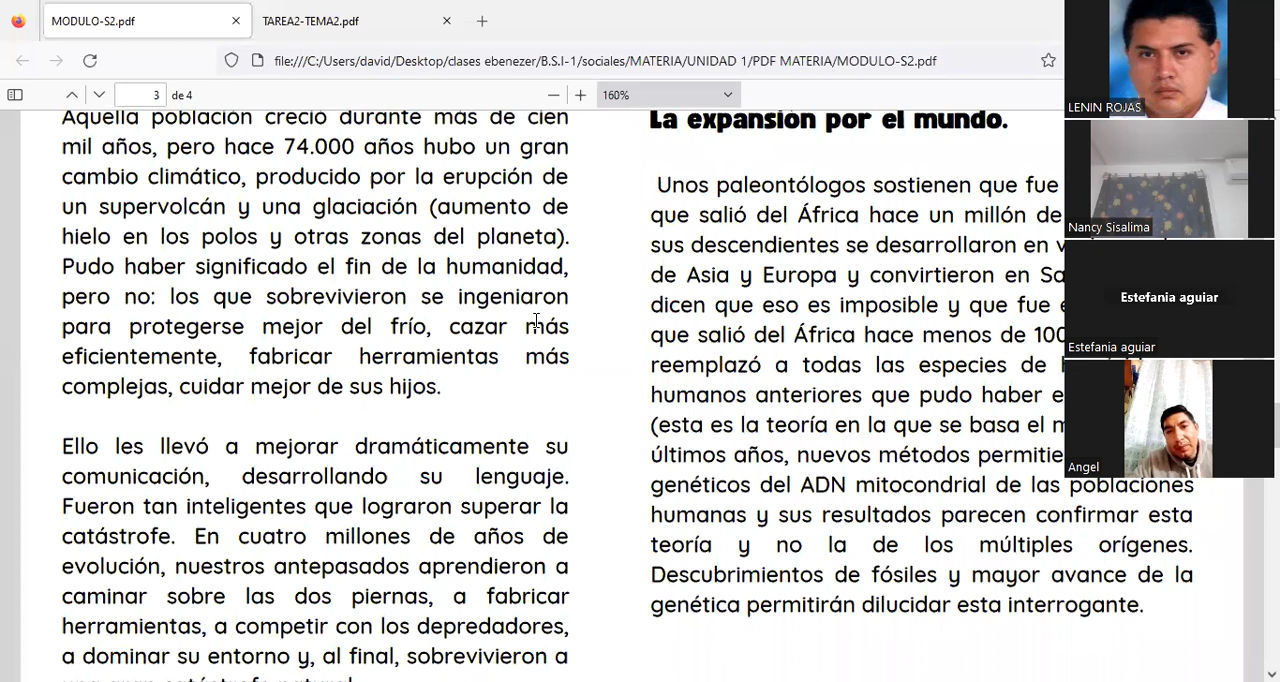 MODULO-S2.pdf
TAREA2-TEMA2.pdf
file:///C:/Users/david/Desktop/clases ebenezer/B.S.I-1/sociales/MATERIA/UNIDAD 1/PDF MATERIA/MODULO-S2.pdf
3 de 4
160%
Aquella población creció durante más de cien
mil años, pero hace 74.000 años hubo un gran
cambio climático, producido por la erupción de
un supervolcán y una glaciación (aumento de
hielo en los polos y otras zonas del planeta).
Pudo haber significado el fin de la humanidad,
pero no: los que sobrevivieron se ingeniaron
para protegerse mejor del frío, cazar más
eficientemente, fabricar herramientas más
complejas, cuidar mejor de sus hijos.
Ello les llevó a mejorar dramáticamente su
comunicación, desarrollando su lenguaje.
Fueron tan inteligentes que lograron superar la
catástrofe. En cuatro millones de años de
evolución, nuestros antepasados aprendieron a
caminar sobre las dos piernas, a fabricar
herramientas, a competir con los depredadores,
a dominar su entorno y, al final, sobrevivieron a
La expansión por el mundo.
Unos paleontólogos sostienen que fue
que salió del África hace un millón de
sus descendientes se desarrollaron en v
de Asia y Europa y convirtieron en Sa
dicen que eso es imposible y que fue e
que salió del África hace menos de 100
reemplazó a todas las especies de
humanos anteriores que pudo haber e
(esta es la teoría en la que se basa el m
últimos años, nuevos métodos permitie
genéticos del ADN mitocondrial de las poblaciones
humanas y sus resultados parecen confirmar esta
teoría y no la de los múltiples orígenes.
Descubrimientos de fósiles y mayor avance de la
genética permitirán dilucidar esta interrogante.
LENIN ROJAS
Nancy Sisalima
Estefania aguiar
Estefania aguiar
Angel